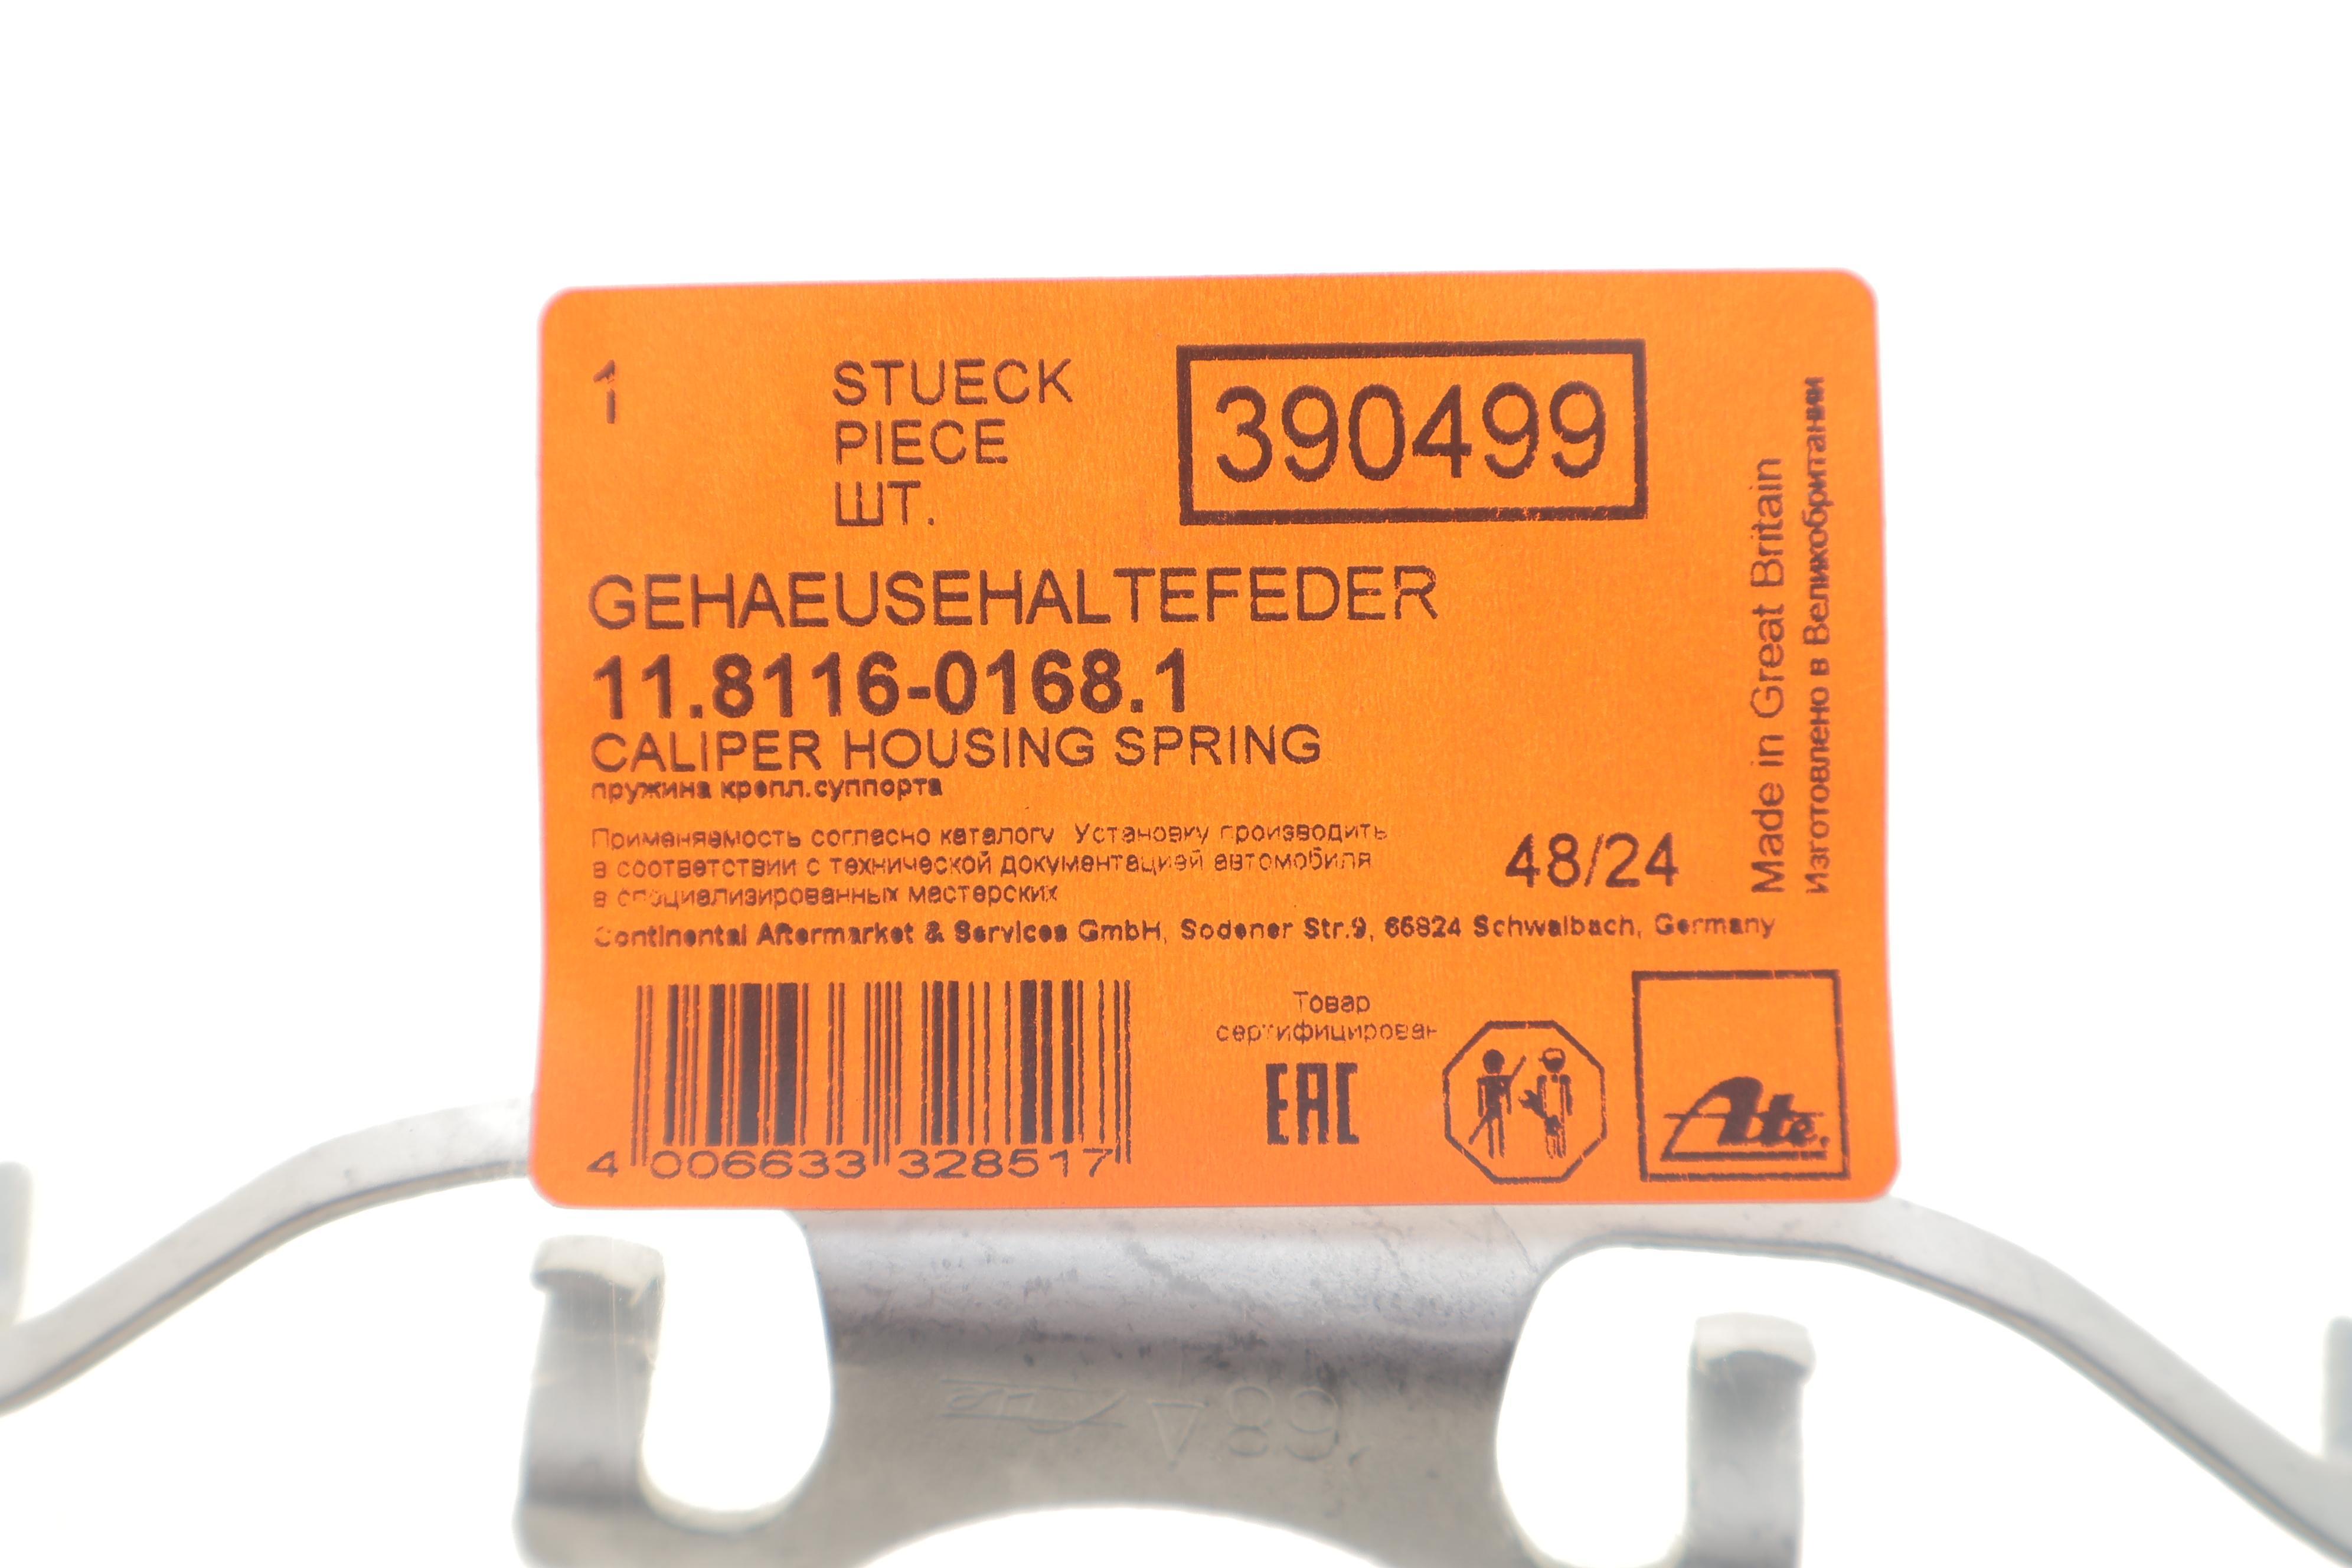 1
STUECK
PIECE
ШТ.
390499
GEHAEUSEHALTEFEDER
11.8116-0168.1
CALIPER HOUSING SPRING
пружина крепл.суппорта
Применяемость согласно каталогу Установку производить
в соответствии с технической документацией автомобиля
в специализированных мастерских
48/24
Continental Aftermarket & Services GmbH, Sodener Str.9, 65824 Schwalbach, Germany
Made in Great Britain
Изготовлено в Великобритании
4 006633 328517
Товар
сертифицирован
EAC
Ate